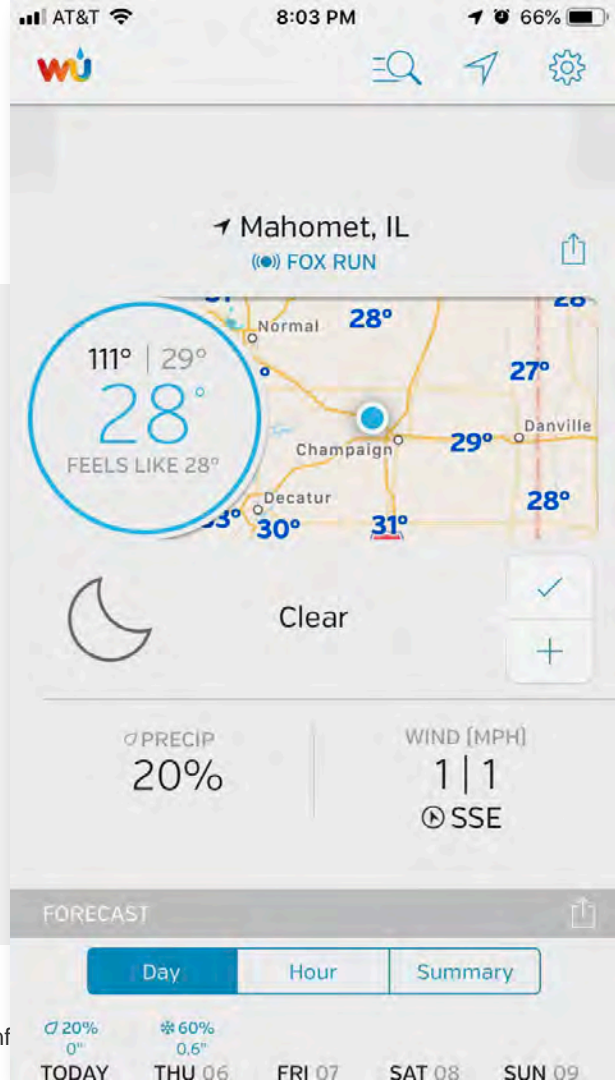 AT&T 8:03 PM 66%
wu
Mahomet, IL
FOX RUN
111° | 29°
28°
FEELS LIKE 28°
Normal 28°
27°
Champaign 29° Danville
Decatur 28°
30° 31°
Clear
PRECIP
20%
WIND (MPH)
1 | 1
SSE
FORECAST
Day Hour Summary
20% 60%
0" 0.6"
TODAY THU 06 FRI 07 SAT 08 SUN 09